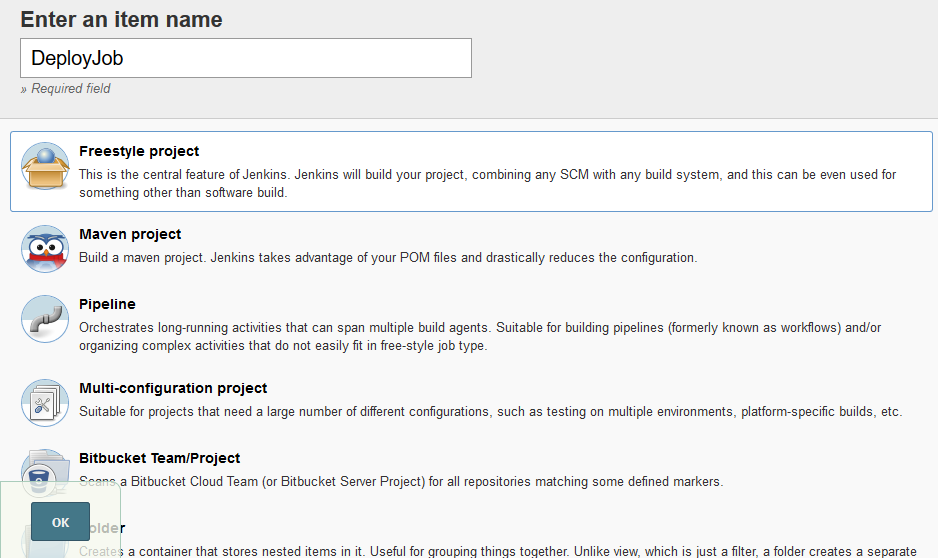 Enter an item name
DeployJob
» Required field
Freestyle project
This is the central feature of Jenkins. Jenkins will build your project, combining any SCM with any build system, and this can be even used for
something other than software build.
Maven project
Build a maven project. Jenkins takes advantage of your POM files and drastically reduces the configuration.
Pipeline
Orchestrates long-running activities that can span multiple build agents. Suitable for building pipelines (formerly known as workflows) and/or
organizing complex activities that do not easily fit in free-style job type.
Multi-configuration project
Suitable for projects that need a large number of different configurations, such as testing on multiple environments, platform-specific builds, etc.
Bitbucket Team/Project
Scans a Bitbucket Cloud Team (or Bitbucket Server Project) for all repositories matching some defined markers.
OK
Folder
Creates a container that stores nested items in it. Useful for grouping things together. Unlike view, which is just a filter, a folder creates a separate